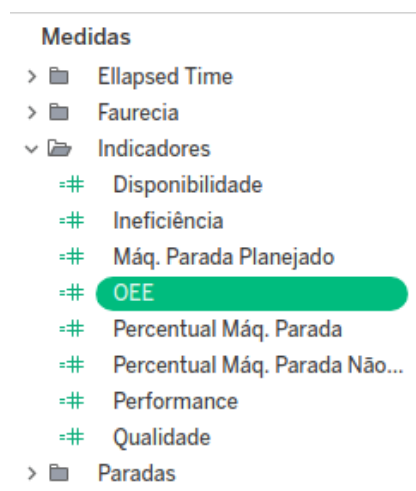 Medidas
Ellapsed Time
Faurecia
Indicadores
Disponibilidade
Ineficiência
Máq. Parada Planejado
OEE
Percentual Máq. Parada
Percentual Máq. Parada Não...
Performance
Qualidade
Paradas